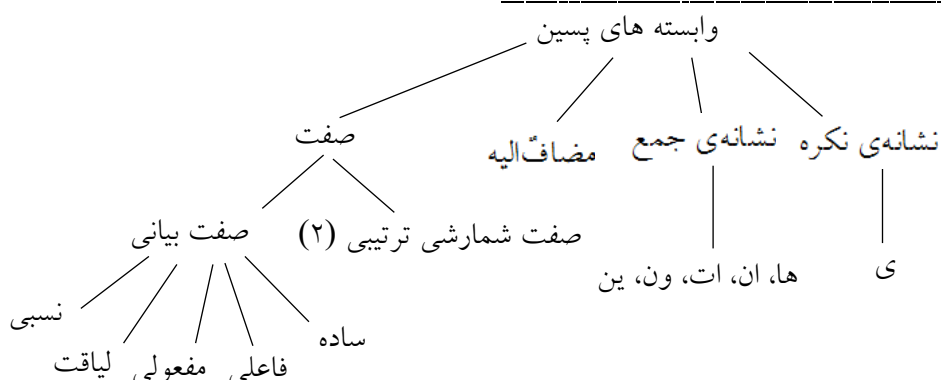 وابسته های پسین
نشانه‌ی نکره
نشانه‌ی جمع
مضافٌ‌الیه
صفت
ی
ها، ان، ات، ون، ین
صفت شمارشی ترتیبی (۲)
صفت بیانی
ساده
فاعلی
مفعولی
لیاقت
نسبی